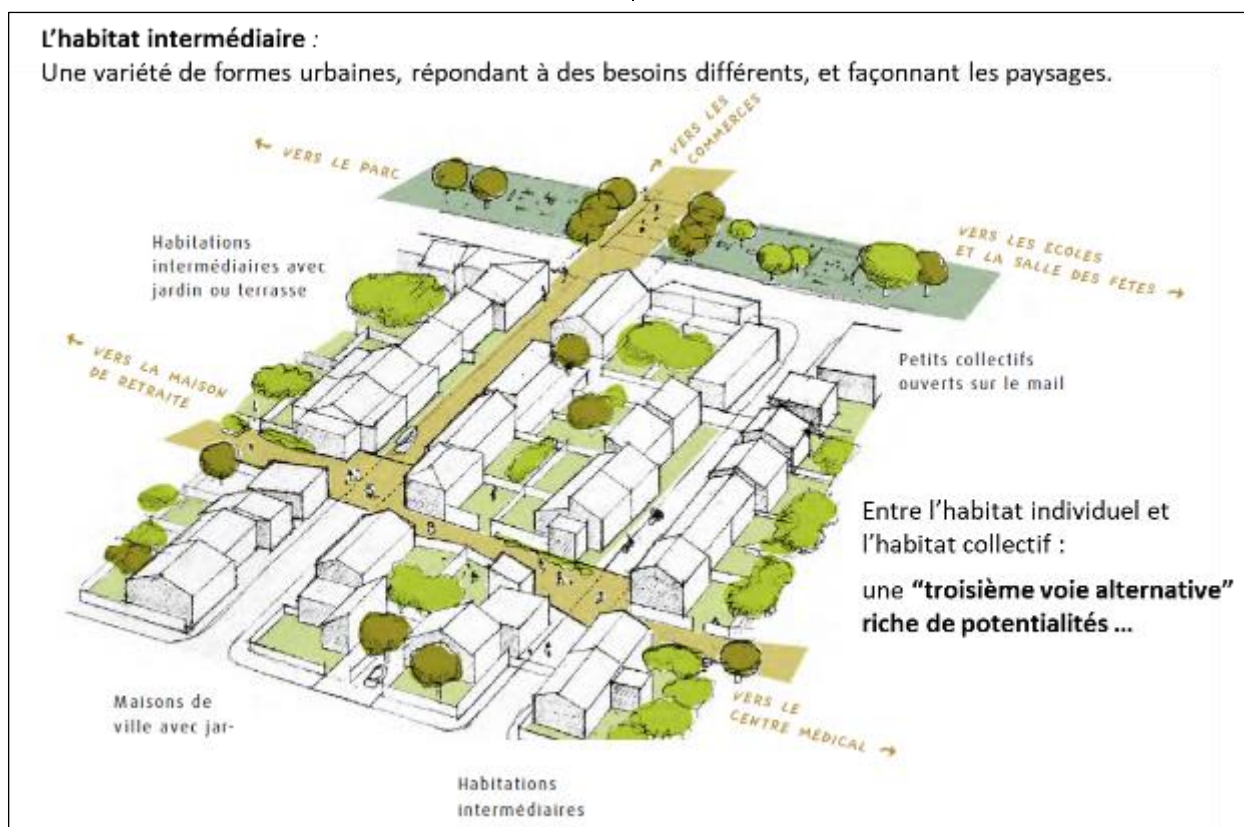 L'habitat intermédiaire :
Une variété de formes urbaines, répondant à des besoins différents, et façonnant les paysages.
← VERS LE PARC
→ VERS LES
COMMERCES
Habitations
intermédiaires avec
jardin ou terrasse
VERS LES ECOLES
ET LA SALLE DES FÊTES →
← VERS LA MAISON
DE RETRAITE
Petits collectifs
ouverts sur le mail
Entre l'habitat individuel et
l'habitat collectif :
une “troisième voie alternative”
riche de potentialités ...
Maisons de
ville avec jar-
VERS LE
CENTRE MÉDICAL →
Habitations
intermédiaires